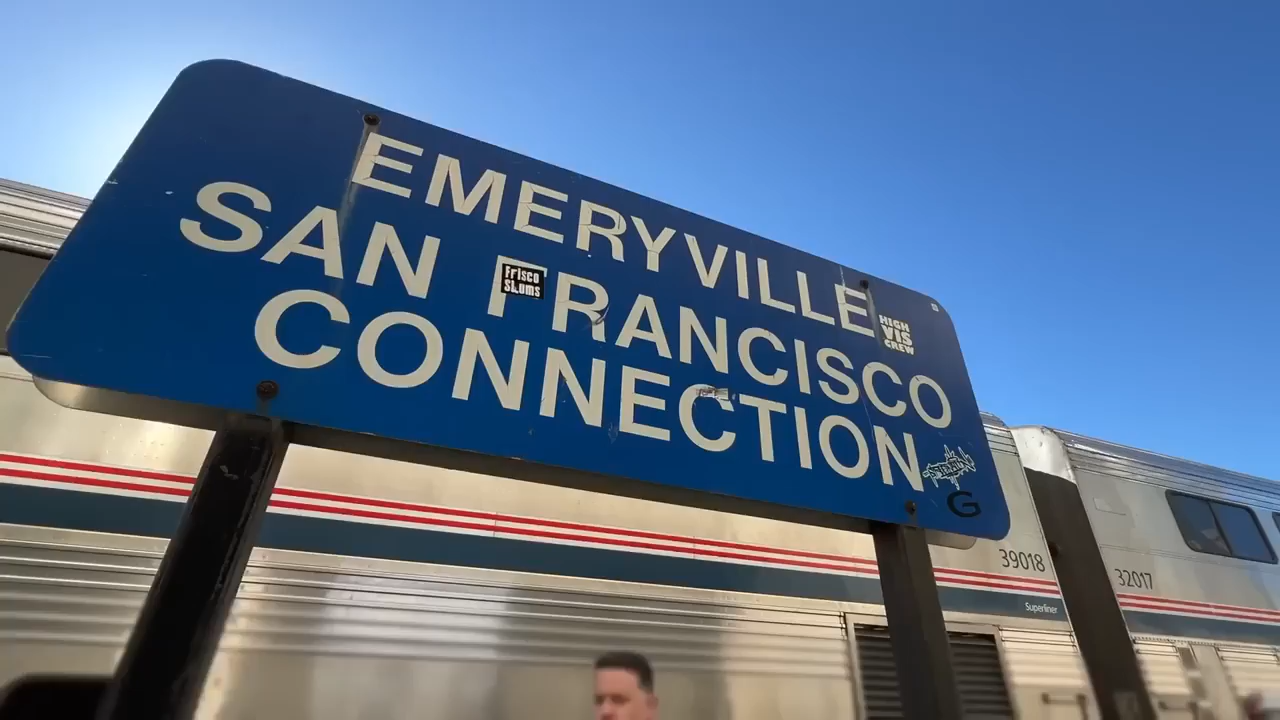 EMERYVILLE
SAN FRANCISCO
CONNECTION
Frisco
SLums
HIGH
VIS
CREW
G
39018
Superliner
32017